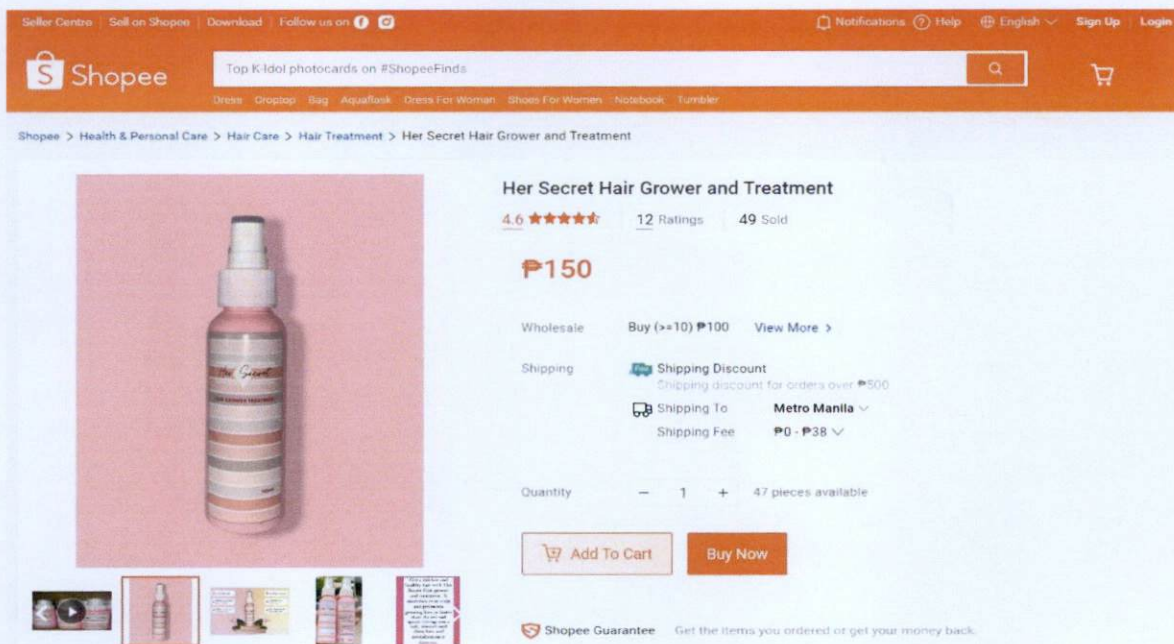 Seller Centre | Sell on Shopee | Download | Follow us on
Notifications Help English Sign Up Login
Shopee
Top K-Idol photocards on #ShopeeFinds
Dress Croptop Bag Aquaflask Dress For Woman Shoes For Women Notebook Tumbler
Shopee > Health & Personal Care > Hair Care > Hair Treatment > Her Secret Hair Grower and Treatment
Her Secret Hair Grower and Treatment
4.6 12 Ratings 49 Sold
₱150
Wholesale Buy (>=10) ₱100 View More >
Shipping Shipping Discount
Shipping discount for orders over ₱500
Shipping To Metro Manila
Shipping Fee ₱0 - ₱38
Quantity − 1 + 47 pieces available
Add To Cart Buy Now
Shopee Guarantee Get the items you ordered or get your money back.
Her Secret